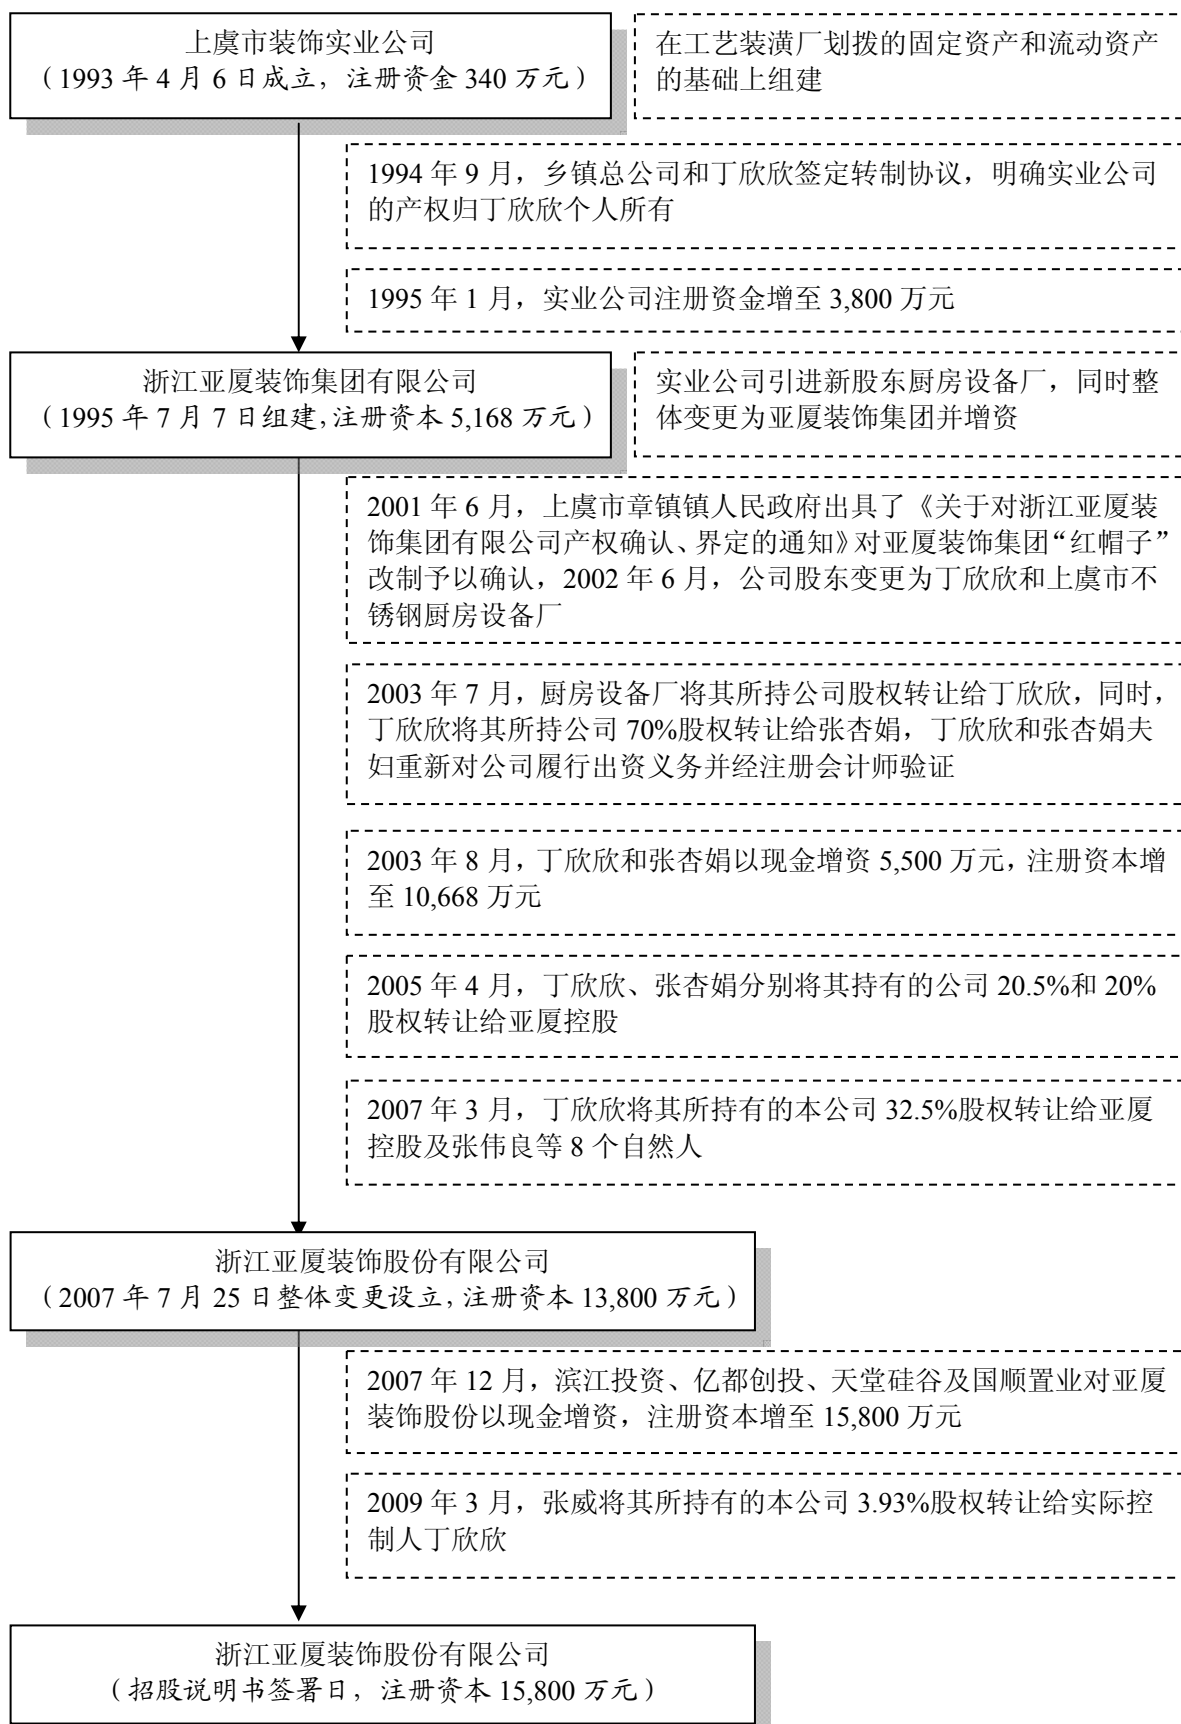 上虞市装饰实业公司
（1993 年 4 月 6 日成立，注册资金 340 万元）
在工艺装潢厂划拨的固定资产和流动资产
的基础上组建
1994 年 9 月，乡镇总公司和丁欣欣签定转制协议，明确实业公司
的产权归丁欣欣个人所有
1995 年 1 月，实业公司注册资金增至 3,800 万元
浙江亚厦装饰集团有限公司
（1995 年 7 月 7 日组建，注册资本 5,168 万元）
实业公司引进新股东厨房设备厂，同时整
体变更为亚厦装饰集团并增资
2001 年 6 月，上虞市章镇镇人民政府出具了《关于对浙江亚厦装
饰集团有限公司产权确认、界定的通知》对亚厦装饰集团“红帽子”
改制予以确认，2002 年 6 月，公司股东变更为丁欣欣和上虞市不
锈钢厨房设备厂
2003 年 7 月，厨房设备厂将其所持公司股权转让给丁欣欣，同时，
丁欣欣将其所持公司 70%股权转让给张杏娟，丁欣欣和张杏娟夫
妇重新对公司履行出资义务并经注册会计师验证
2003 年 8 月，丁欣欣和张杏娟以现金增资 5,500 万元，注册资本增
至 10,668 万元
2005 年 4 月，丁欣欣、张杏娟分别将其持有的公司 20.5%和 20%
股权转让给亚厦控股
2007 年 3 月，丁欣欣将其所持有的本公司 32.5%股权转让给亚厦
控股及张伟良等 8 个自然人
浙江亚厦装饰股份有限公司
（2007 年 7 月 25 日整体变更设立，注册资本 13,800 万元）
2007 年 12 月，滨江投资、亿都创投、天堂硅谷及国顺置业对亚厦
装饰股份以现金增资，注册资本增至 15,800 万元
2009 年 3 月，张威将其所持有的本公司 3.93%股权转让给实际控
制人丁欣欣
浙江亚厦装饰股份有限公司
（招股说明书签署日，注册资本 15,800 万元）